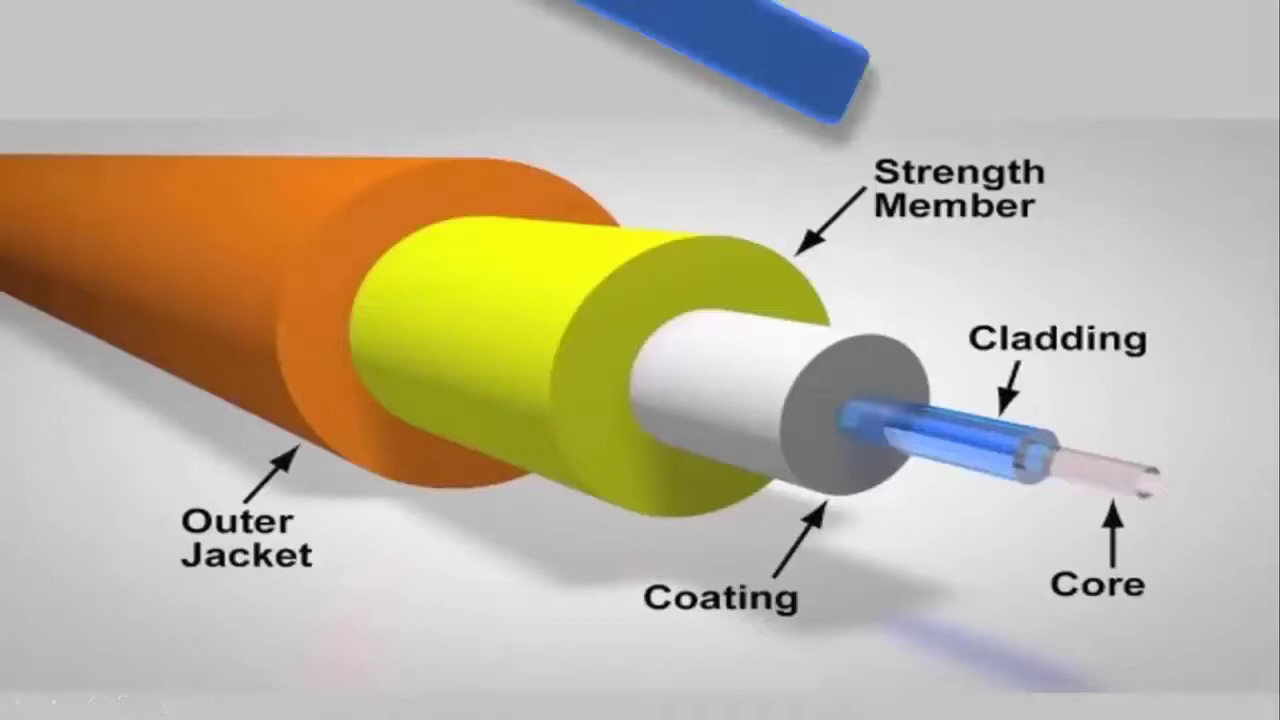 Strength
Member
Cladding
Outer
Jacket
Coating
Core